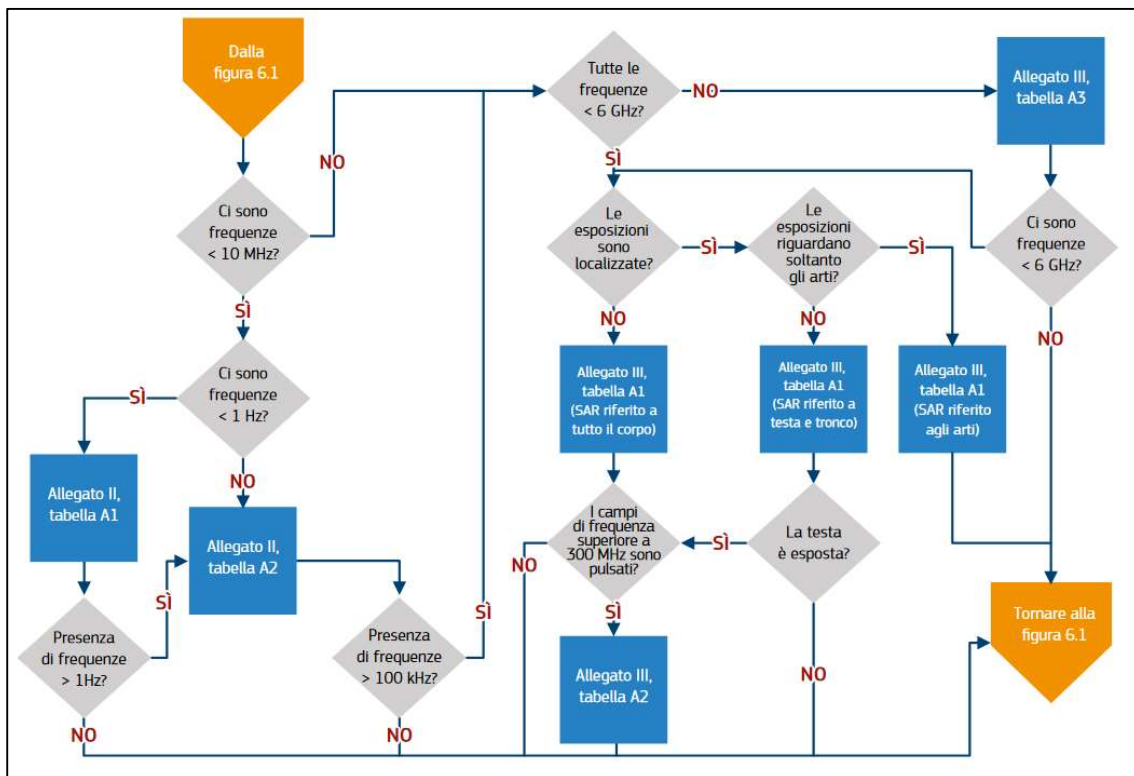 Dalla
figura 6.1
Tutte le
frequenze
< 6 GHz?
NO
Allegato III,
tabella A3
NO
SÌ
Ci sono
frequenze
< 10 MHz?
Le
esposizioni
sono
localizzate?
SÌ
Le
esposizioni
riguardano
soltanto
gli arti?
SÌ
Ci sono
frequenze
< 6 GHz?
SÌ
NO
NO
NO
Ci sono
frequenze
< 1 Hz?
SÌ
Allegato III,
tabella A1
(SAR riferito a
tutto il corpo)
Allegato III,
tabella A1
(SAR riferito a
testa e tronco)
Allegato III,
tabella A1
(SAR riferito
agli arti)
NO
Allegato II,
tabella A1
Allegato II,
tabella A2
I campi
di frequenza
superiore a
300 MHz sono
pulsati?
SÌ
La testa
è esposta?
NO
SÌ
SÌ
SÌ
Presenza
di frequenze
> 1Hz?
Presenza
di frequenze
> 100 kHz?
Allegato III,
tabella A2
NO
Tornare alla
figura 6.1
NO
NO